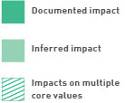 Documented impact
Inferred impact
Impacts on multiple
core values